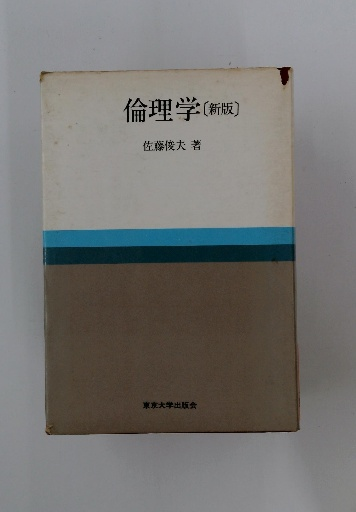 倫理学〔新版〕
佐藤俊夫 著
東京大学出版会